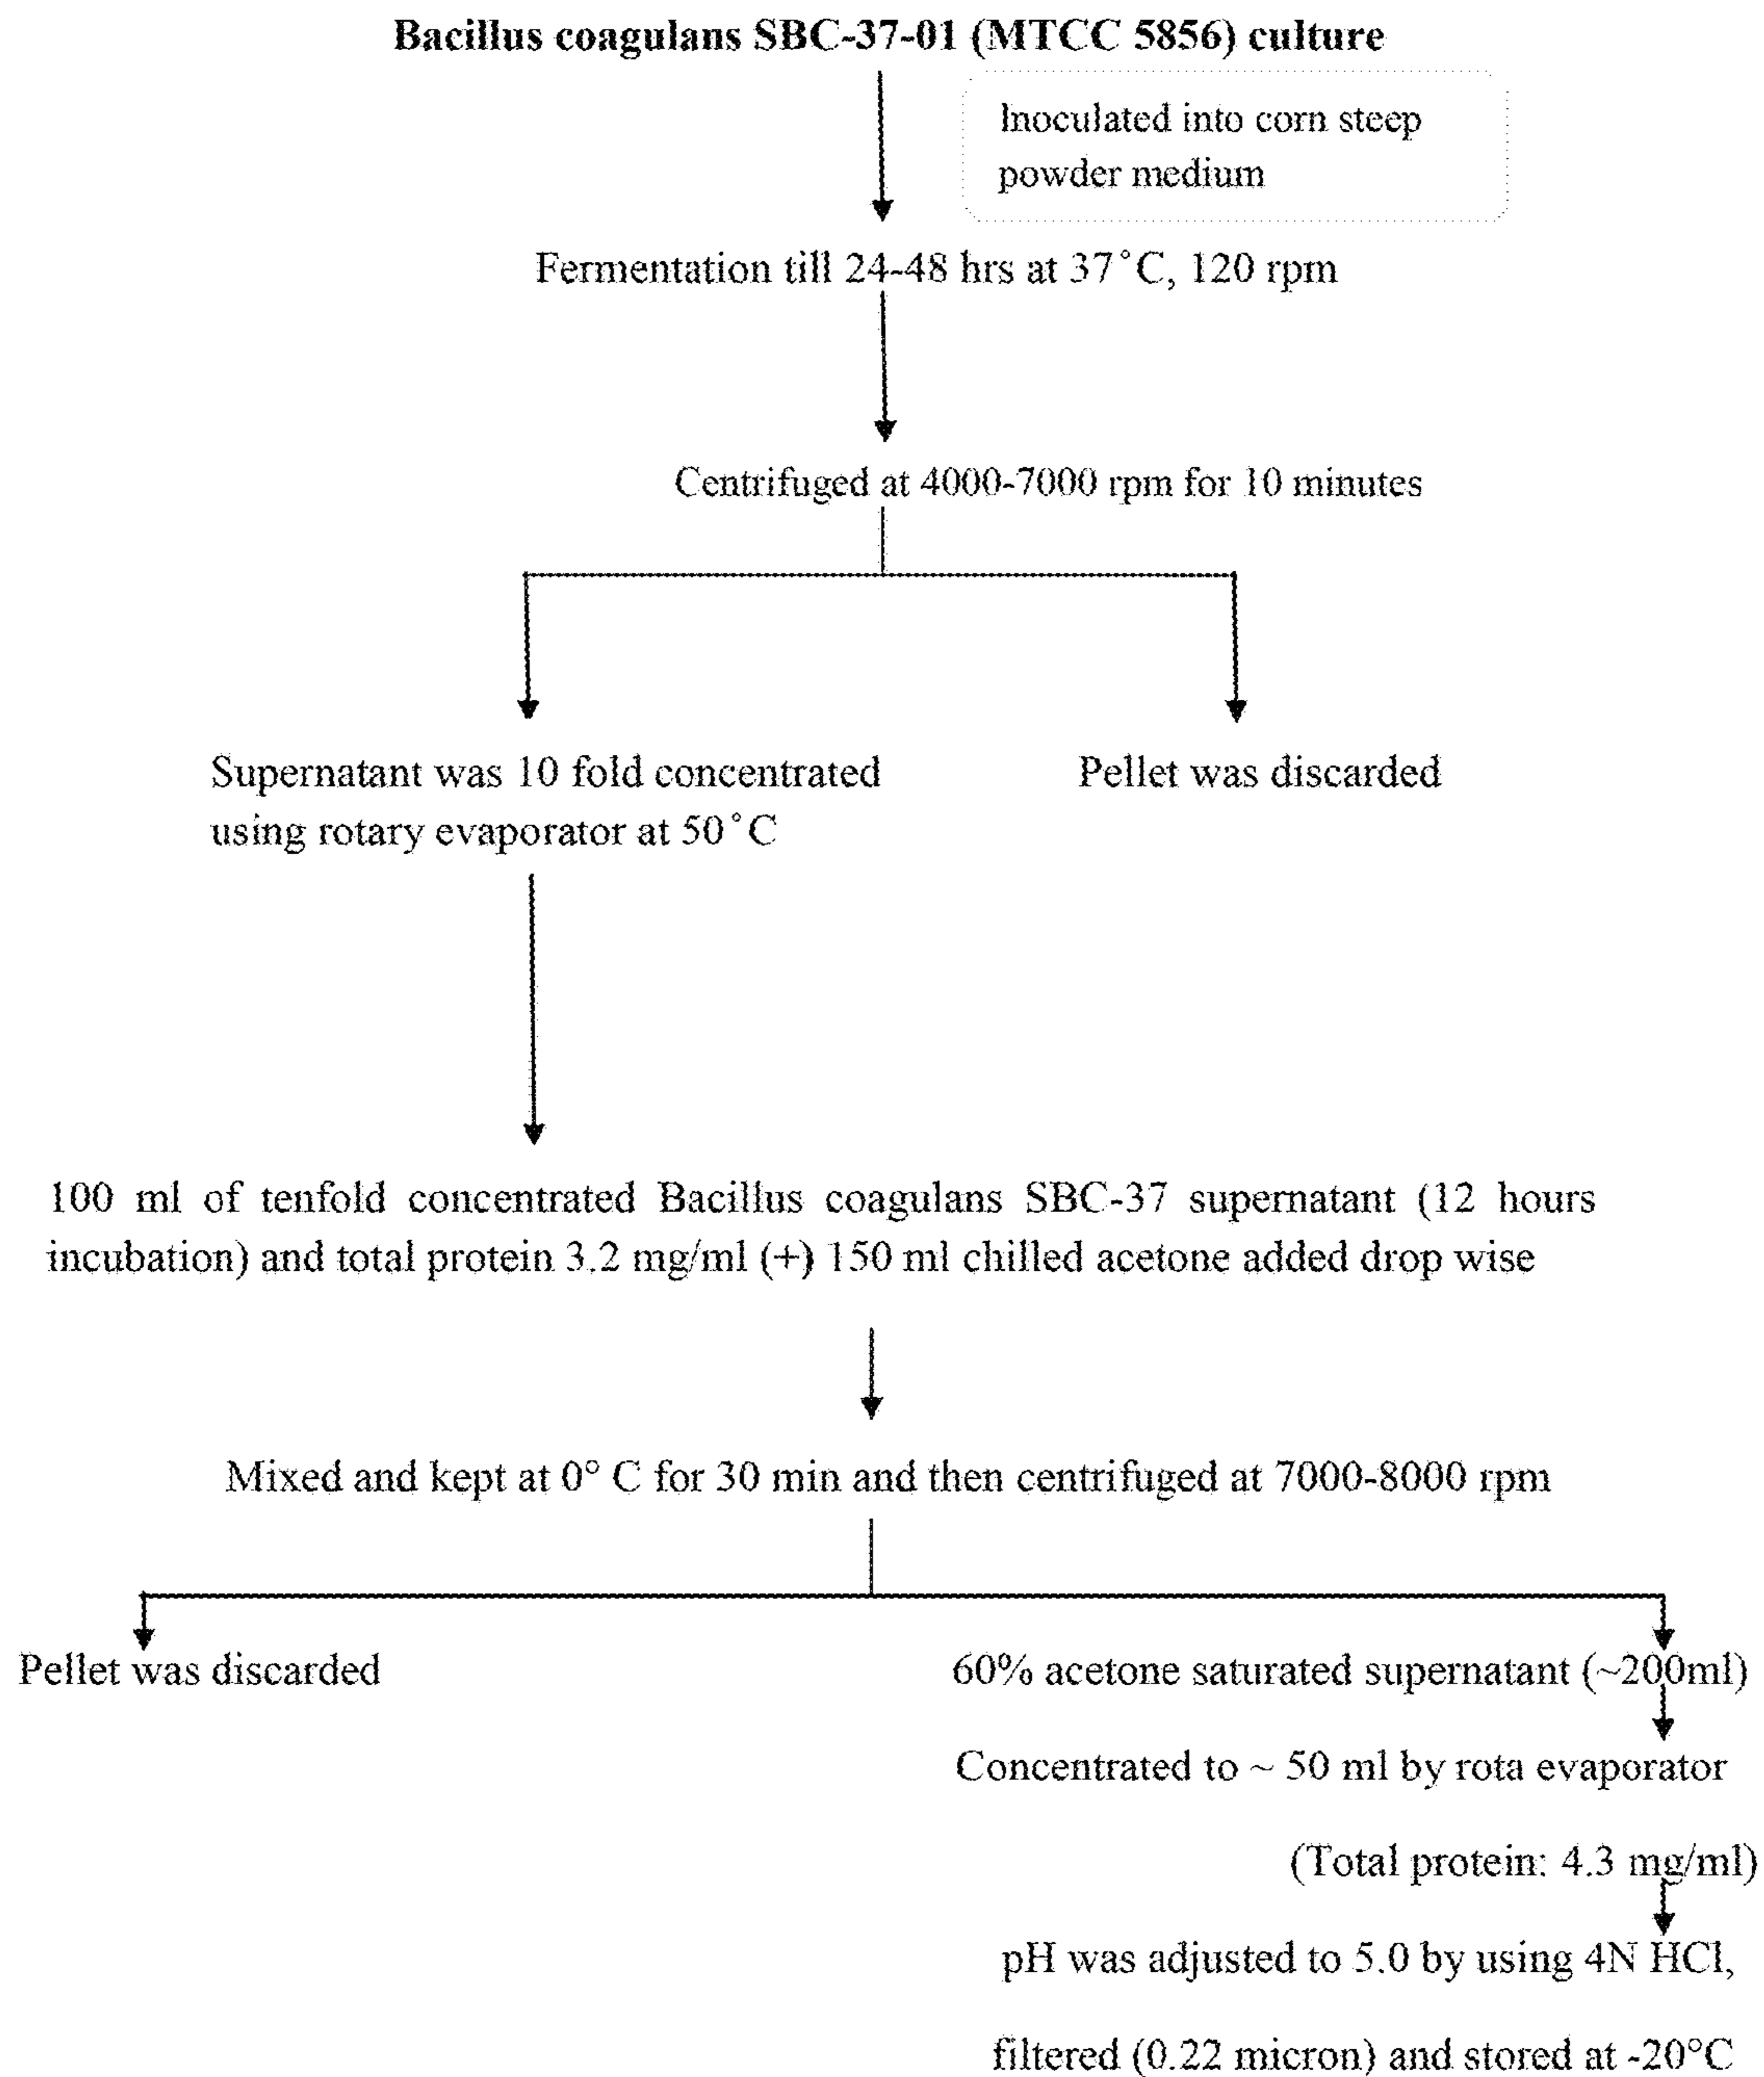 Bacillus coagulans SBC-37-01 (MTCC 5856) culture
Inoculated into corn steep
powder medium
Fermentation till 24-48 hrs at 37°C, 120 rpm
Centrifuged at 4000-7000 rpm for 10 minutes
Supernatant was 10 fold concentrated
using rotary evaporator at 50°C
Pellet was discarded
100 ml of tenfold concentrated Bacillus coagulans SBC-37 supernatant (12 hours
incubation) and total protein 3.2 mg/ml (+) 150 ml chilled acetone added drop wise
Mixed and kept at 0° C for 30 min and then centrifuged at 7000-8000 rpm
Pellet was discarded
60% acetone saturated supernatant (~200ml)
Concentrated to ~ 50 ml by rota evaporator
(Total protein: 4.3 mg/ml)
pH was adjusted to 5.0 by using 4N HCl,
filtered (0.22 micron) and stored at -20°C